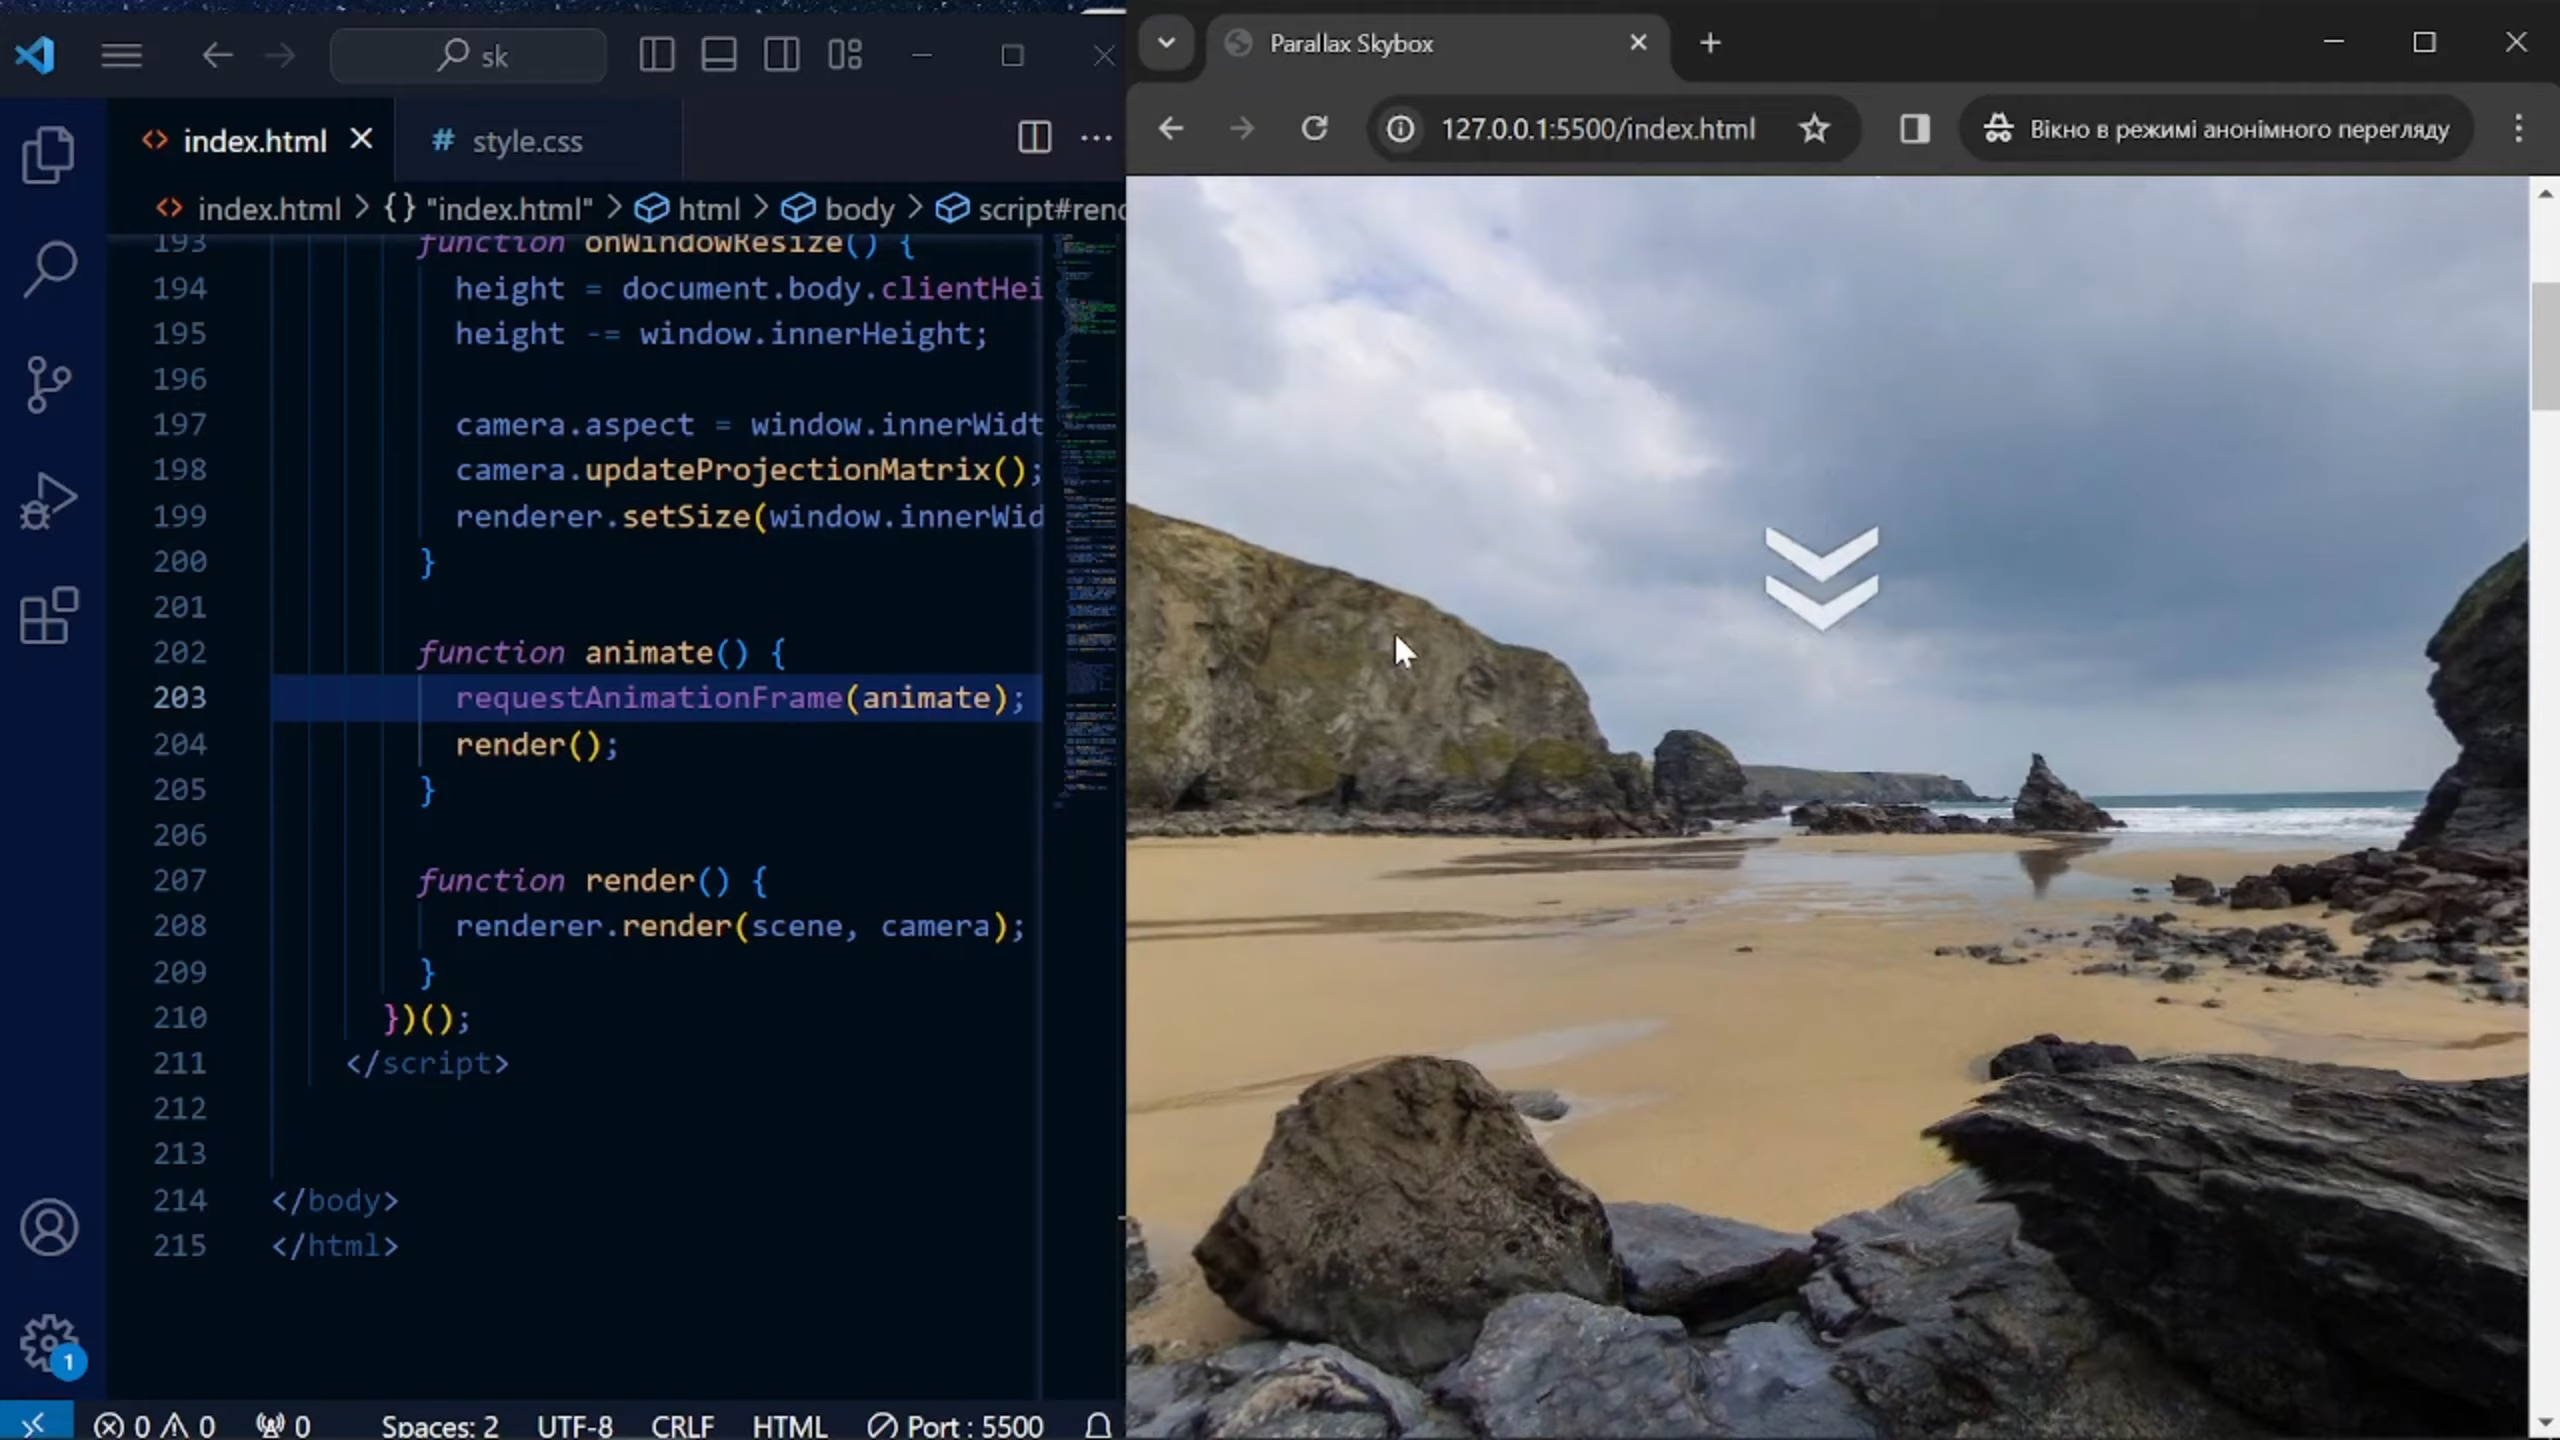 sk
index.html
# style.css
index.html > {} "index.html" > html > body > script#rend
193 function onWindowResize() {
194 height = document.body.clientHei
195 height -= window.innerHeight;
196
197 camera.aspect = window.innerWidt
198 camera.updateProjectionMatrix();
199 renderer.setSize(window.innerWid
200 }
201
202 function animate() {
203 requestAnimationFrame(animate);
204 render();
205 }
206
207 function render() {
208 renderer.render(scene, camera);
209 }
210 })();
211 </script>
212
213
214 </body>
215 </html>
1
0 0 0 Spaces: 2 UTF-8 CRLF HTML Port : 5500
Parallax Skybox
127.0.0.1:5500/index.html
Вікно в режимі анонімного перегляду